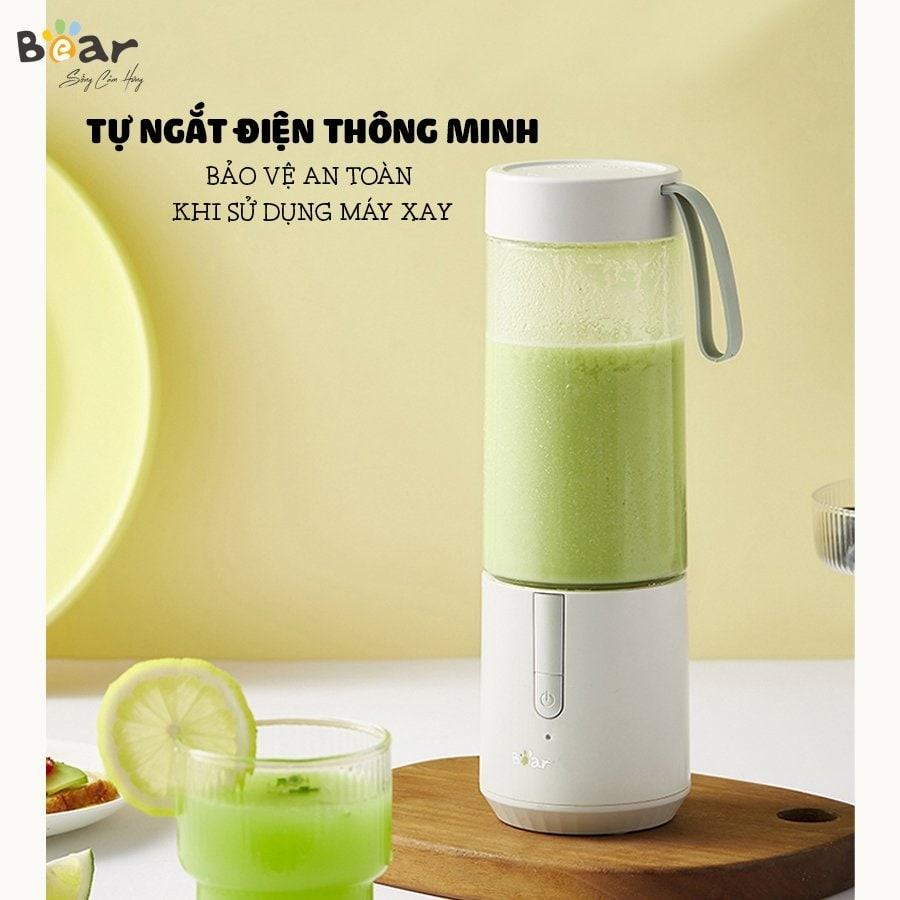 Bear
Sống Cảm Hứng
TỰ NGẮT ĐIỆN THÔNG MINH
BẢO VỆ AN TOÀN
KHI SỬ DỤNG MÁY XAY
Bear